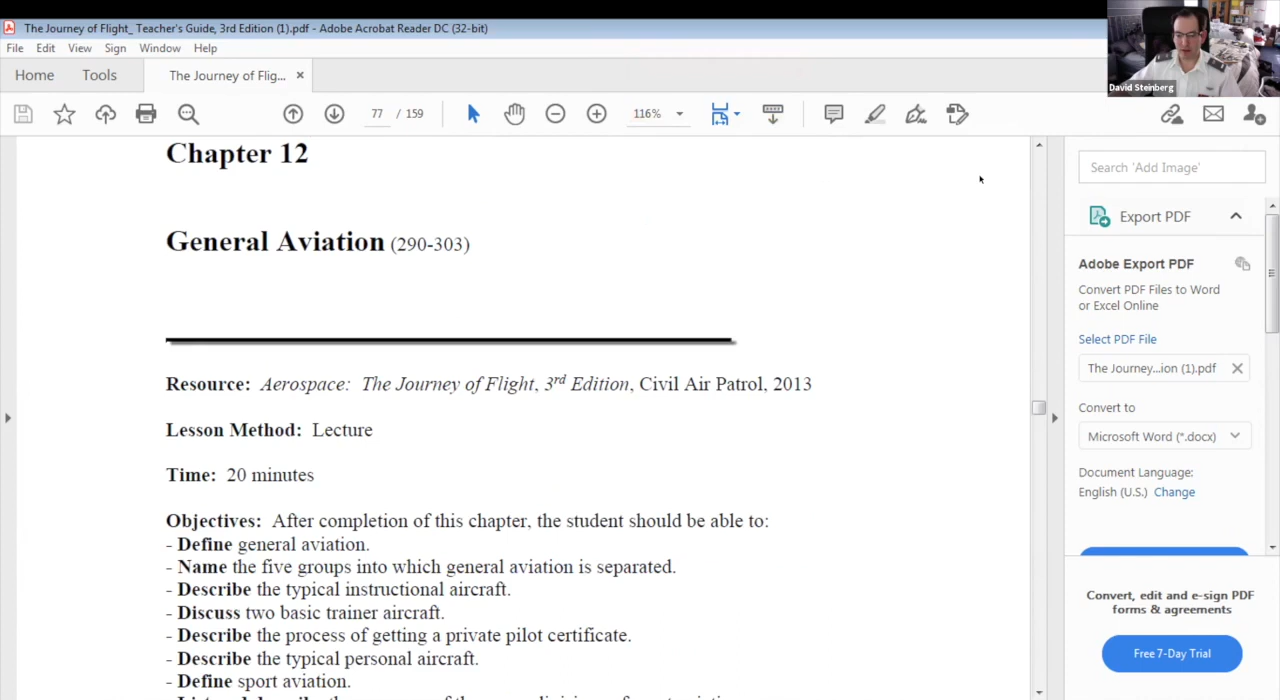 The Journey of Flight_ Teacher's Guide, 3rd Edition (1).pdf - Adobe Acrobat Reader DC (32-bit)
File Edit View Sign Window Help
Home Tools The Journey of Flig... ×
77 / 159 116%
David Steinberg
Chapter 12
General Aviation (290-303)
Resource: Aerospace: The Journey of Flight, 3rd Edition, Civil Air Patrol, 2013
Lesson Method: Lecture
Time: 20 minutes
Objectives: After completion of this chapter, the student should be able to:
- Define general aviation.
- Name the five groups into which general aviation is separated.
- Describe the typical instructional aircraft.
- Discuss two basic trainer aircraft.
- Describe the process of getting a private pilot certificate.
- Describe the typical personal aircraft.
- Define sport aviation.
Search 'Add Image'
Export PDF
Adobe Export PDF
Convert PDF Files to Word
or Excel Online
Select PDF File
The Journey...ion (1).pdf
Convert to
Microsoft Word (*.docx)
Document Language:
English (U.S.) Change
Convert, edit and e-sign PDF
forms & agreements
Free 7-Day Trial